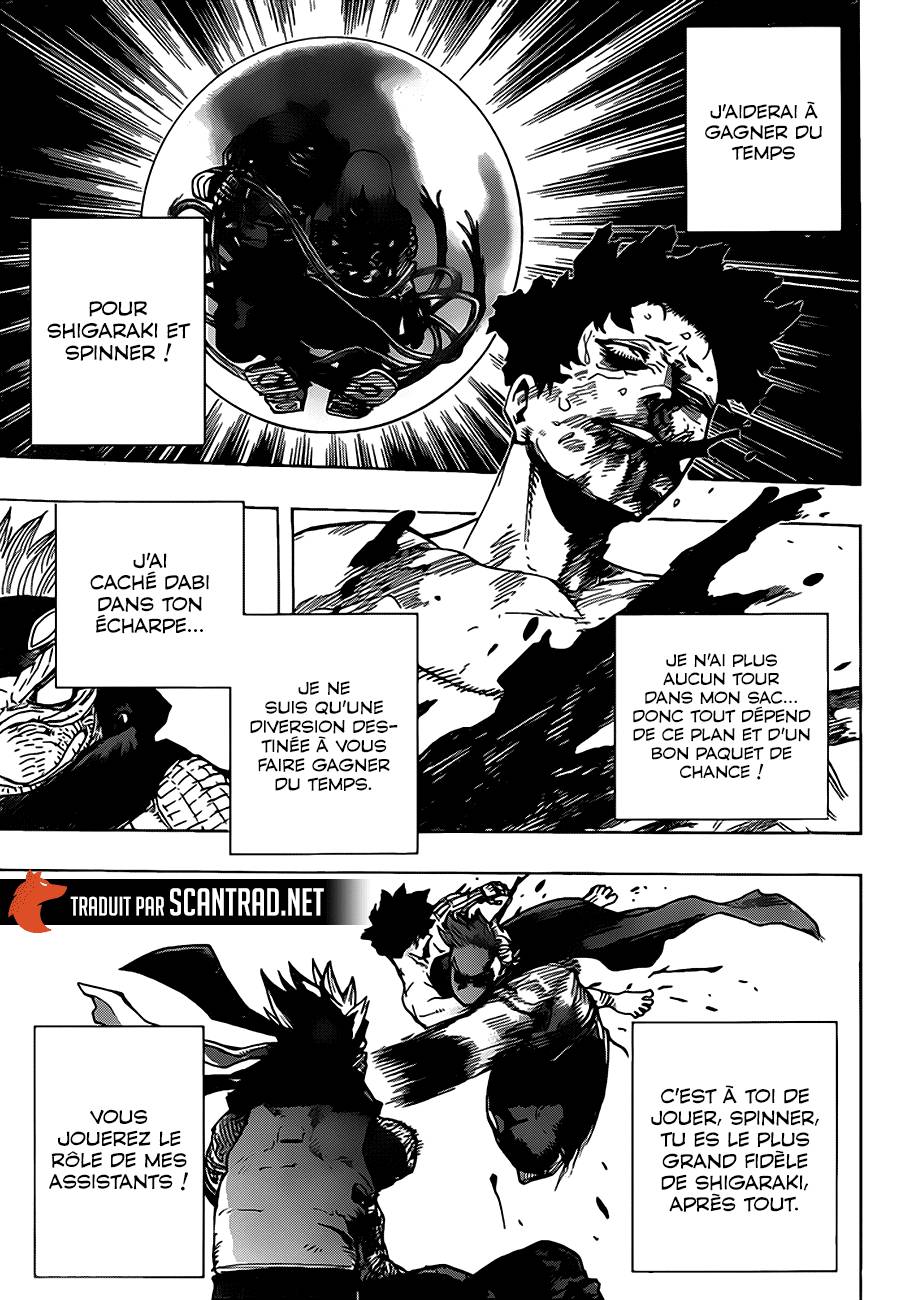 J'AIDERAI À
GAGNER DU
TEMPS
POUR
SHIGARAKI ET
SPINNER !
JE N'AI PLUS
AUCUN TOUR
DANS MON SAC...
DONC TOUT DÉPEND
DE CE PLAN ET D'UN
BON PAQUET DE
CHANCE !
JE NE
SUIS QU'UNE
DIVERSION DES-
TINÉE À VOUS
FAIRE GAGNER
DU TEMPS.
J'AI
CACHÉ DABI
DANS TON
ÉCHARPE...
TRADUIT PAR SCANTRAD.NET
C'EST À TOI DE
JOUER, SPINNER,
TU ES LE PLUS
GRAND FIDÈLE
DE SHIGARAKI,
APRÈS TOUT.
VOUS
JOUEREZ LE
RÔLE DE MES
ASSISTANTS !